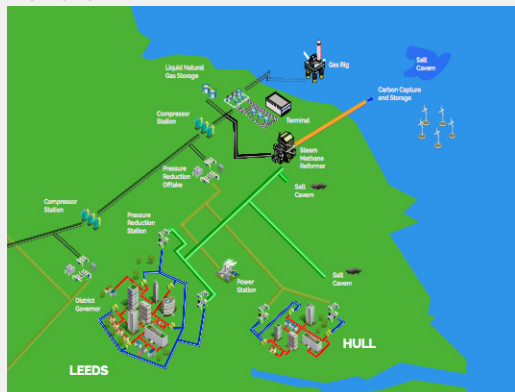 Liquid Natural
Gas Storage
Gas Rig
Salt
Cavern
Carbon Capture
and Storage
Terminal
Compressor
Station
Steam
Methane
Reformer
Pressure
Reduction
Offtake
Salt
Cavern
Compressor
Station
Pressure
Reduction
Station
Power
Station
Salt
Cavern
District
Governor
HULL
LEEDS